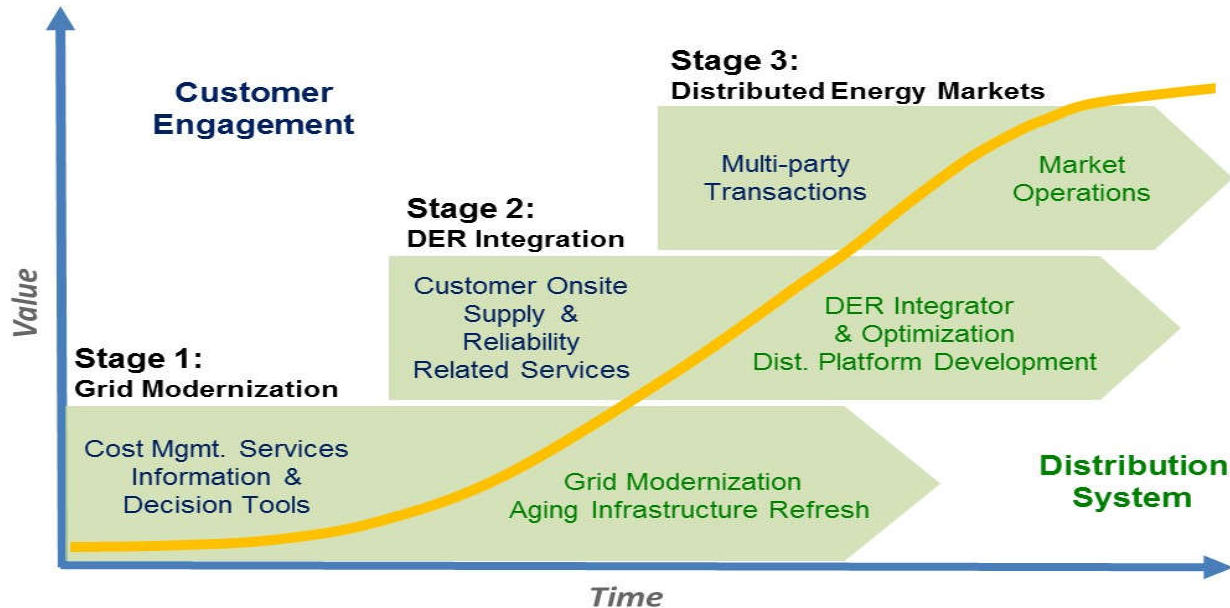 Customer
Engagement
Stage 3:
Distributed Energy Markets
Multi-party
Transactions
Market
Operations
Stage 2:
DER Integration
Customer Onsite
Supply &
Reliability
Related Services
DER Integrator
& Optimization
Dist. Platform Development
Stage 1:
Grid Modernization
Cost Mgmt. Services
Information &
Decision Tools
Grid Modernization
Aging Infrastructure Refresh
Distribution
System
Value
Time